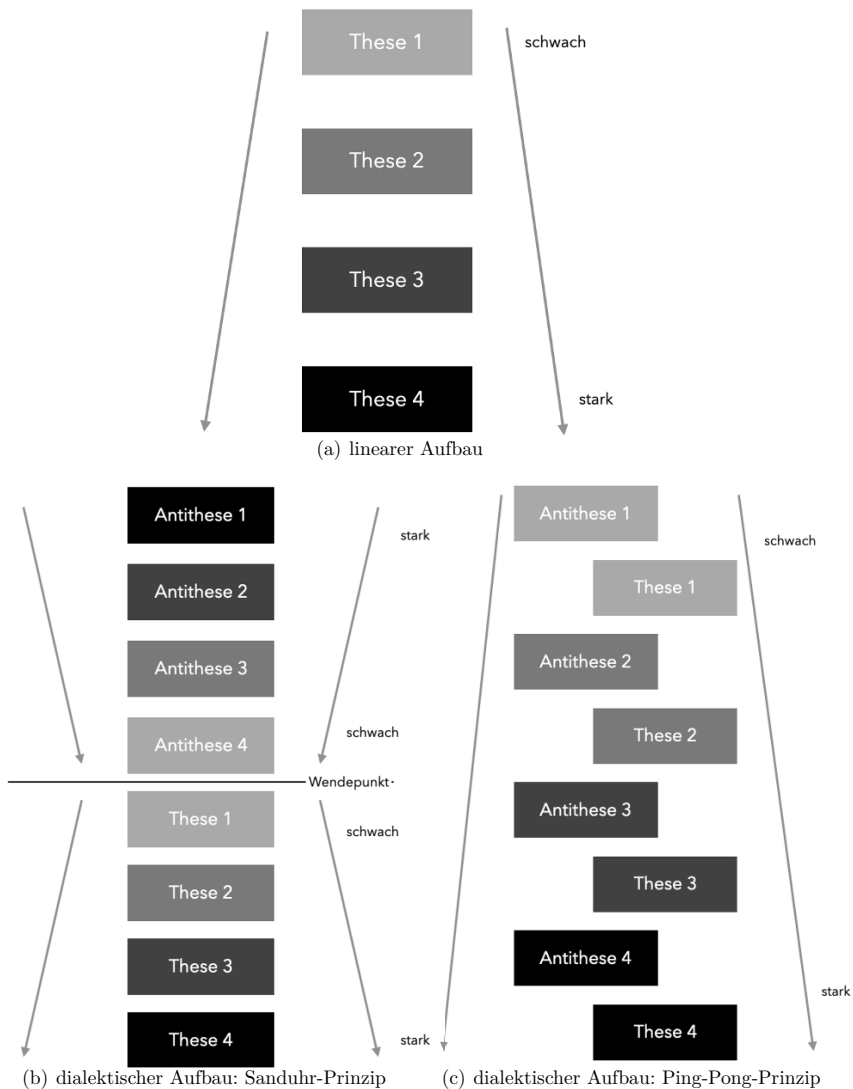 These 1
schwach
These 2
These 3
These 4
stark
(a) linearer Aufbau
Antithese 1
stark
Antithese 2
Antithese 3
Antithese 4
schwach
Wendepunkt
These 1
schwach
These 2
These 3
These 4
stark
(b) dialektischer Aufbau: Sanduhr-Prinzip
Antithese 1
schwach
These 1
Antithese 2
These 2
Antithese 3
These 3
Antithese 4
stark
These 4
(c) dialektischer Aufbau: Ping-Pong-Prinzip